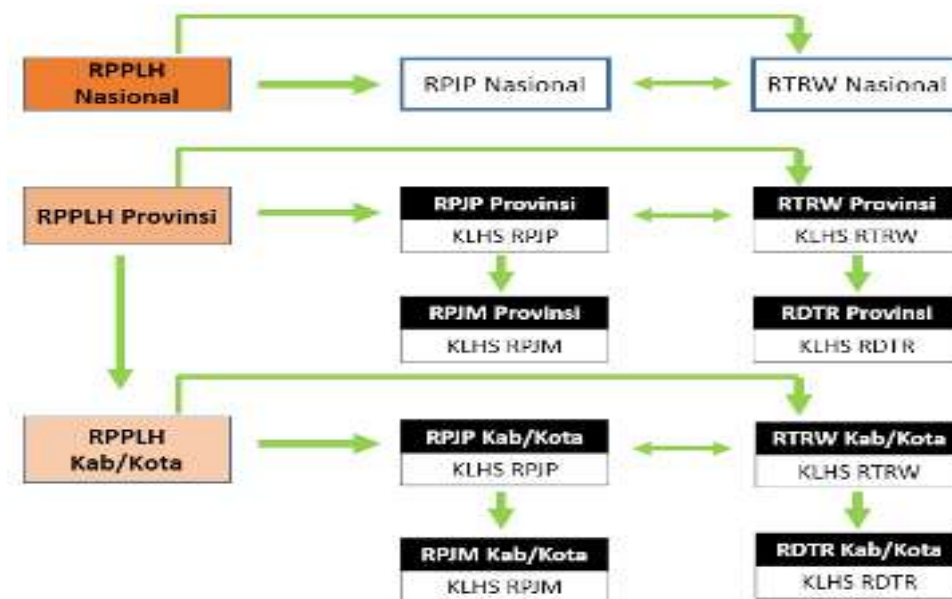 RPPLH
Nasional
RPJP Nasional
RTRW Nasional
RPPLH Provinsi
RPJP Provinsi
KLHS RPJP
RTRW Provinsi
KLHS RTRW
RPJM Provinsi
KLHS RPJM
RDTR Provinsi
KLHS RDTR
RPPLH
Kab/Kota
RPJP Kab/Kota
KLHS RPJP
RTRW Kab/Kota
KLHS RTRW
RPJM Kab/Kota
KLHS RPJM
RDTR Kab/Kota
KLHS RDTR